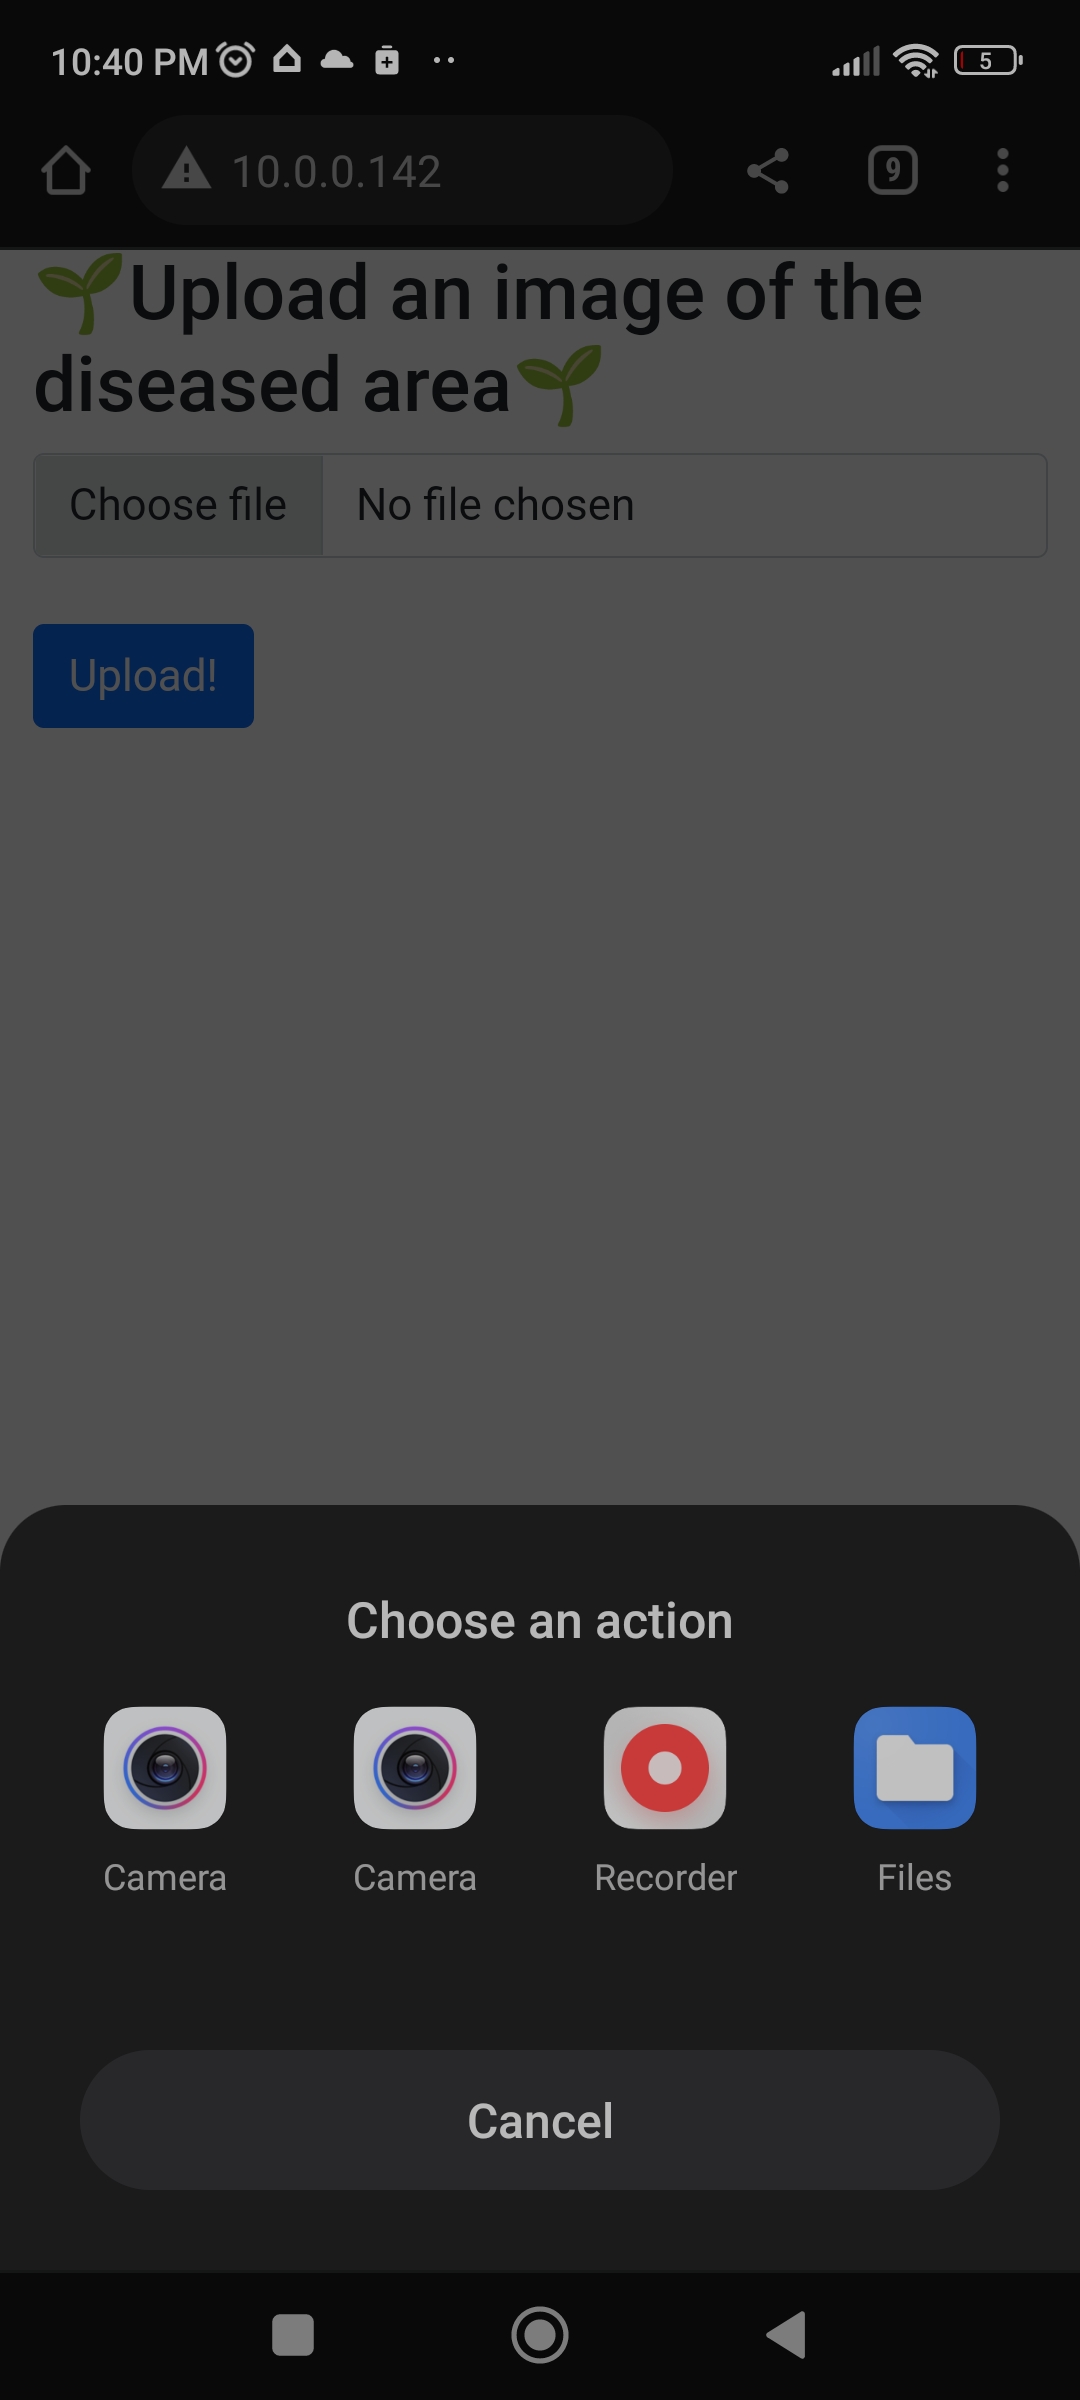 10:40 PM
5
10.0.0.142
9
🌱Upload an image of the
diseased area🌱
Choose file No file chosen
Upload!
Choose an action
Camera Camera Recorder Files
Cancel